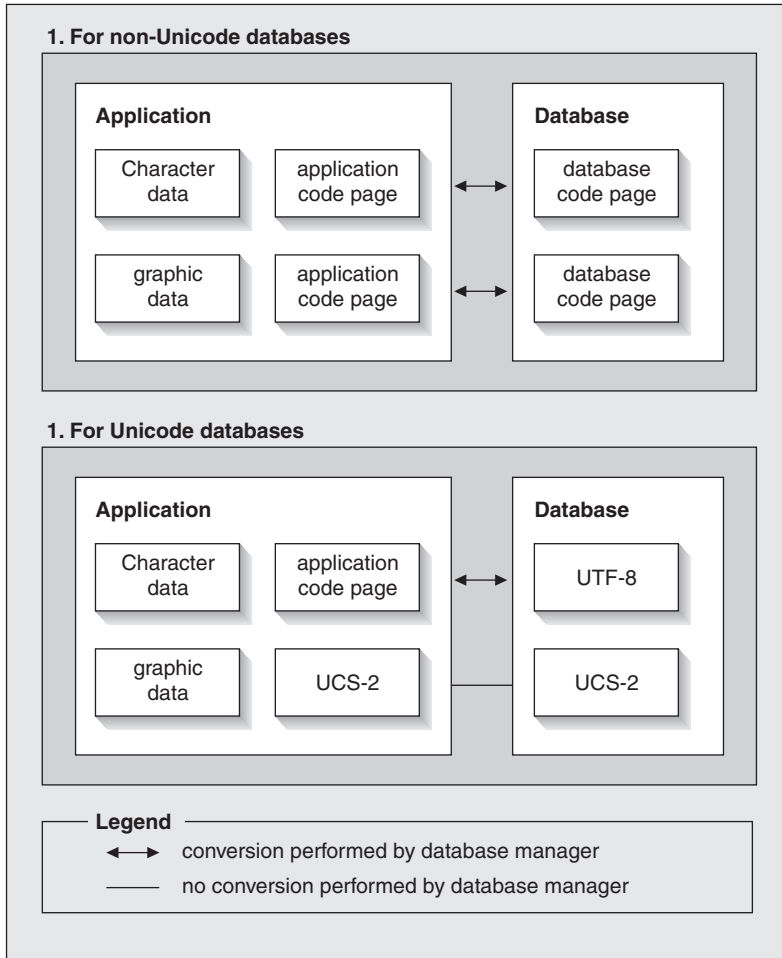 1. For non-Unicode databases
Application
Database
Character
data
application
code page
database
code page
graphic
data
application
code page
database
code page
1. For Unicode databases
Application
Database
Character
data
application
code page
UTF-8
graphic
data
UCS-2
UCS-2
Legend
conversion performed by database manager
no conversion performed by database manager